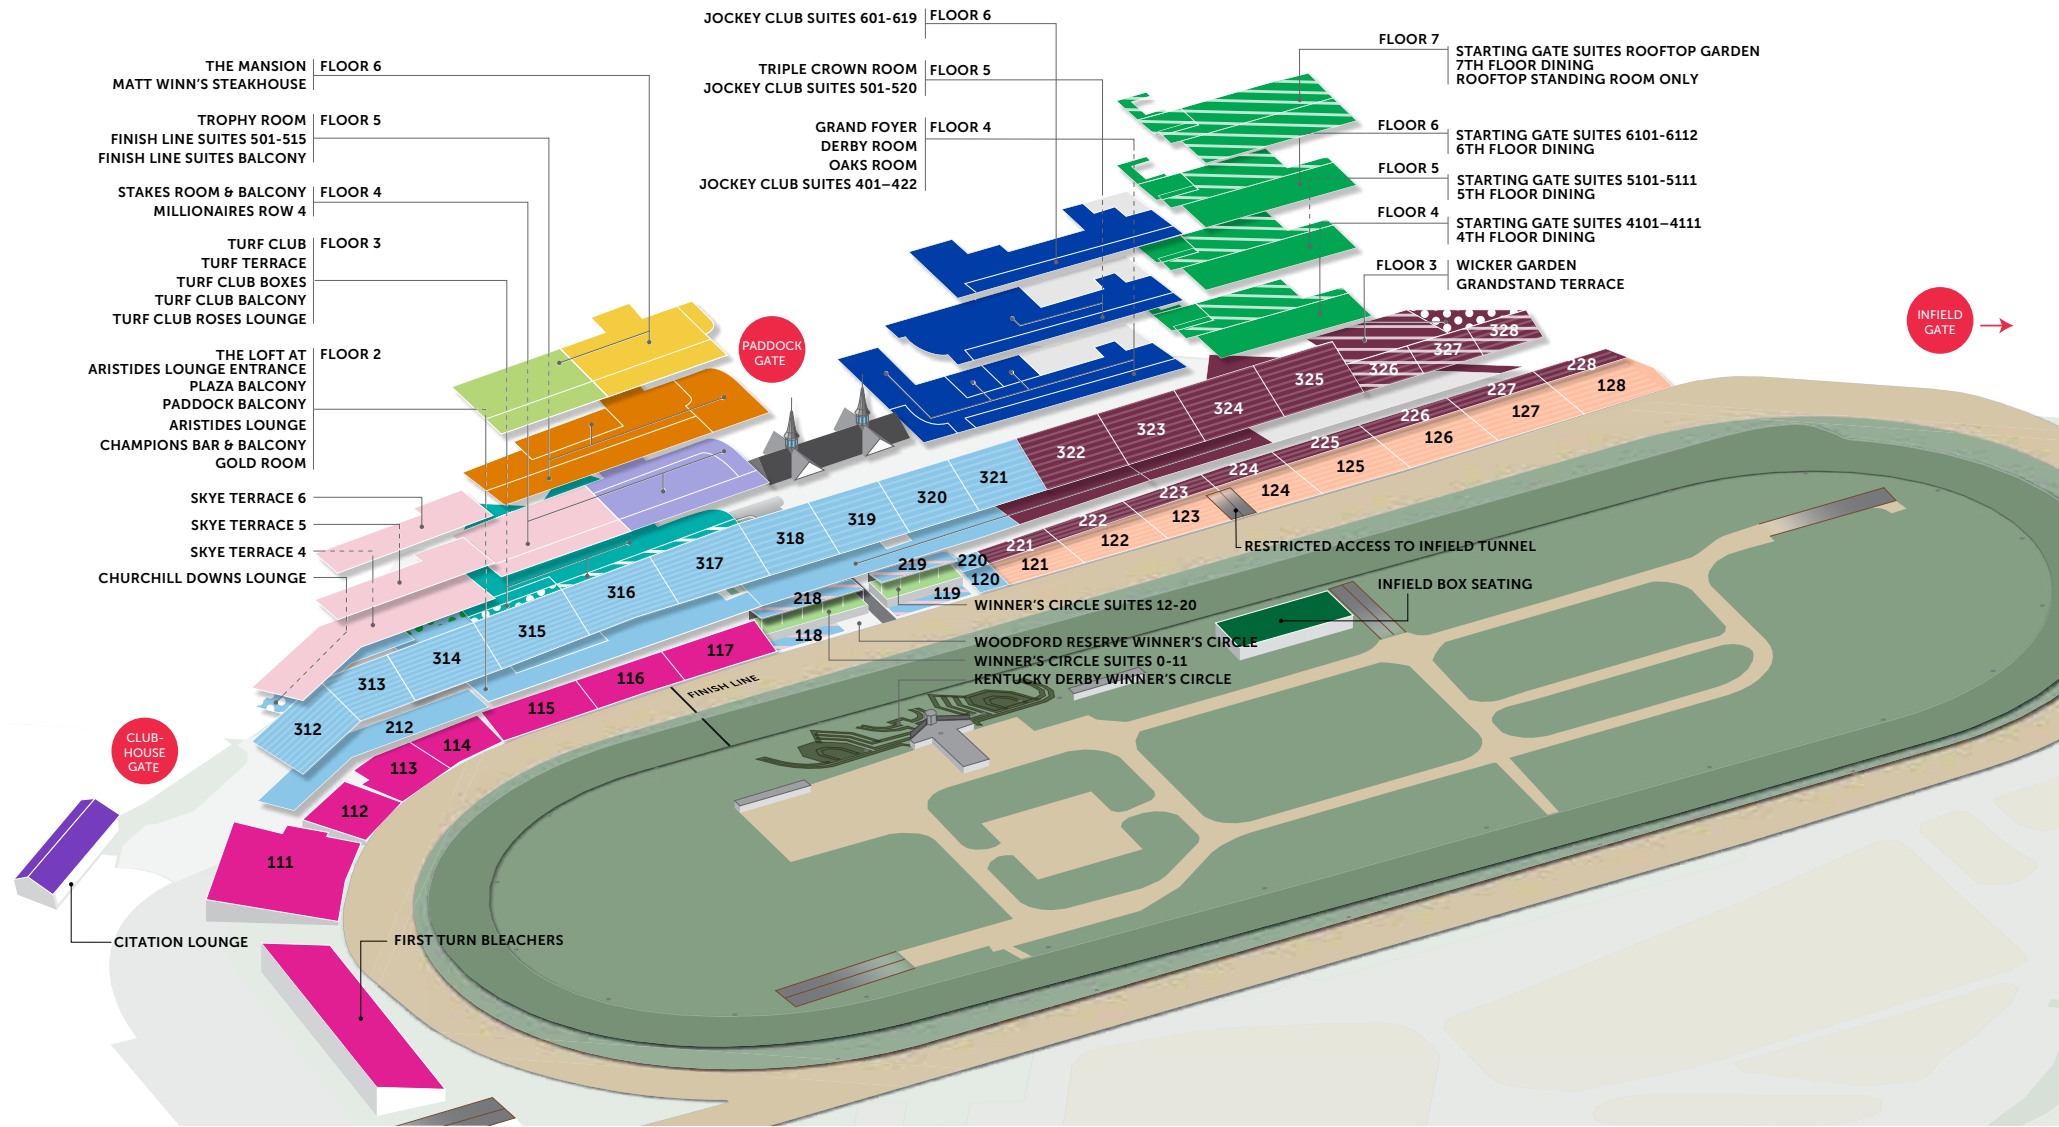 JOCKEY CLUB SUITES 601-619
FLOOR 6
TRIPLE CROWN ROOM
FLOOR 5
JOCKEY CLUB SUITES 501-520
GRAND FOYER
FLOOR 4
DERBY ROOM
OAKS ROOM
JOCKEY CLUB SUITES 401–422
THE MANSION
FLOOR 6
MATT WINN'S STEAKHOUSE
TROPHY ROOM
FLOOR 5
FINISH LINE SUITES 501-515
FINISH LINE SUITES BALCONY
STAKES ROOM & BALCONY
FLOOR 4
MILLIONAIRES ROW 4
TURF CLUB
FLOOR 3
TURF TERRACE
TURF CLUB BOXES
TURF CLUB BALCONY
TURF CLUB ROSES LOUNGE
THE LOFT AT
FLOOR 2
ARISTIDES LOUNGE ENTRANCE
PLAZA BALCONY
PADDOCK BALCONY
ARISTIDES LOUNGE
CHAMPIONS BAR & BALCONY
GOLD ROOM
SKYE TERRACE 6
SKYE TERRACE 5
SKYE TERRACE 4
CHURCHILL DOWNS LOUNGE
FLOOR 7
STARTING GATE SUITES ROOFTOP GARDEN
7TH FLOOR DINING
ROOFTOP STANDING ROOM ONLY
FLOOR 6
STARTING GATE SUITES 6101-6112
6TH FLOOR DINING
FLOOR 5
STARTING GATE SUITES 5101-5111
5TH FLOOR DINING
FLOOR 4
STARTING GATE SUITES 4101–4111
4TH FLOOR DINING
FLOOR 3
WICKER GARDEN
GRANDSTAND TERRACE
PADDOCK
GATE
INFIELD
GATE
CLUB-
HOUSE
GATE
312
313
314
315
316
317
318
319
320
321
322
323
324
325
326
327
328
212
218
219
220
221
222
223
224
225
226
227
228
111
112
113
114
115
116
117
118
119
120
121
122
123
124
125
126
127
128
RESTRICTED ACCESS TO INFIELD TUNNEL
INFIELD BOX SEATING
WINNER'S CIRCLE SUITES 12-20
WOODFORD RESERVE WINNER'S CIRCLE
WINNER'S CIRCLE SUITES 0-11
KENTUCKY DERBY WINNER'S CIRCLE
FINISH LINE
CITATION LOUNGE
FIRST TURN BLEACHERS